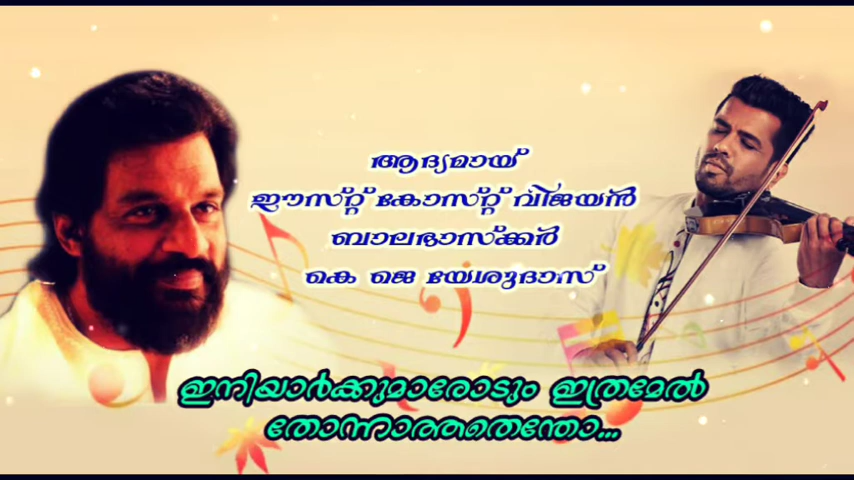 ആദ്യമായ്
ഈസ്റ്റ് കോസ്റ്റ് വിജയൻ
ബാലഭാസ്ക്കർ
കെ ജെ യേശുദാസ്
ഇനിയാർക്കുമാരോടും ഇത്രമേൽ
തോന്നാത്തതെന്തോ...